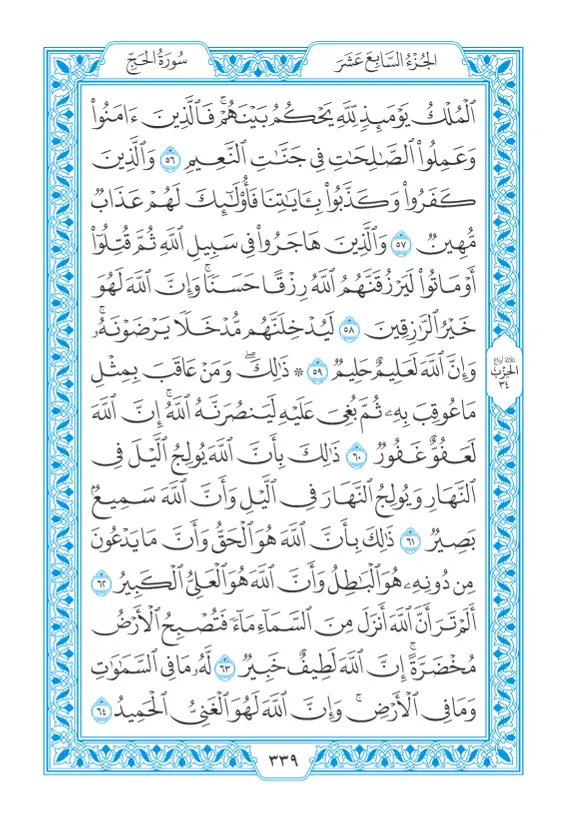 سُورَةُ الحَجّ
الجُزْءُ السَّابِعَ عَشَرَ
ٱلْمُلْكُ يَوْمَئِذٍ لِّلَّهِ يَحْكُمُ بَيْنَهُمْۚ فَٱلَّذِينَ ءَامَنُواْ
وَعَمِلُواْ ٱلصَّٰلِحَٰتِ فِي جَنَّٰتِ ٱلنَّعِيمِ ٥٦ وَٱلَّذِينَ
كَفَرُواْ وَكَذَّبُواْ بِـَٔايَٰتِنَا فَأُوْلَٰٓئِكَ لَهُمْ عَذَابٌ
مُّهِينٌ ٥٧ وَٱلَّذِينَ هَاجَرُواْ فِي سَبِيلِ ٱللَّهِ ثُمَّ قُتِلُوٓاْ
أَوْ مَاتُواْ لَيَرْزُقَنَّهُمُ ٱللَّهُ رِزْقًا حَسَنًاۚ وَإِنَّ ٱللَّهَ لَهُوَ
خَيْرُ ٱلرَّٰزِقِينَ ٥٨ لَيُدْخِلَنَّهُم مُّدْخَلًا يَرْضَوْنَهُۥۚ
وَإِنَّ ٱللَّهَ لَعَلِيمٌ حَلِيمٌ ٥٩ ۞ ذَٰلِكَۖ وَمَنْ عَاقَبَ بِمِثْلِ
مَا عُوقِبَ بِهِۦ ثُمَّ بُغِيَ عَلَيْهِ لَيَنصُرَنَّهُ ٱللَّهُۚ إِنَّ ٱللَّهَ
لَعَفُوٌّ غَفُورٌ ٦٠ ذَٰلِكَ بِأَنَّ ٱللَّهَ يُولِجُ ٱلَّيْلَ فِي
ٱلنَّهَارِ وَيُولِجُ ٱلنَّهَارَ فِي ٱلَّيْلِ وَأَنَّ ٱللَّهَ سَمِيعٌۢ
بَصِيرٌ ٦١ ذَٰلِكَ بِأَنَّ ٱللَّهَ هُوَ ٱلْحَقُّ وَأَنَّ مَا يَدْعُونَ
مِن دُونِهِۦ هُوَ ٱلْبَٰطِلُ وَأَنَّ ٱللَّهَ هُوَ ٱلْعَلِيُّ ٱلْكَبِيرُ ٦٢
أَلَمْ تَرَ أَنَّ ٱللَّهَ أَنزَلَ مِنَ ٱلسَّمَآءِ مَآءً فَتُصْبِحُ ٱلْأَرْضُ
مُخْضَرَّةًۚ إِنَّ ٱللَّهَ لَطِيفٌ خَبِيرٌ ٦٣ لَّهُۥ مَا فِي ٱلسَّمَٰوَٰتِ
وَمَا فِي ٱلْأَرْضِۚ وَإِنَّ ٱللَّهَ لَهُوَ ٱلْغَنِيُّ ٱلْحَمِيدُ ٦٤
ثلاثة أرباع
الحِزْب
٣٤
٣٣٩